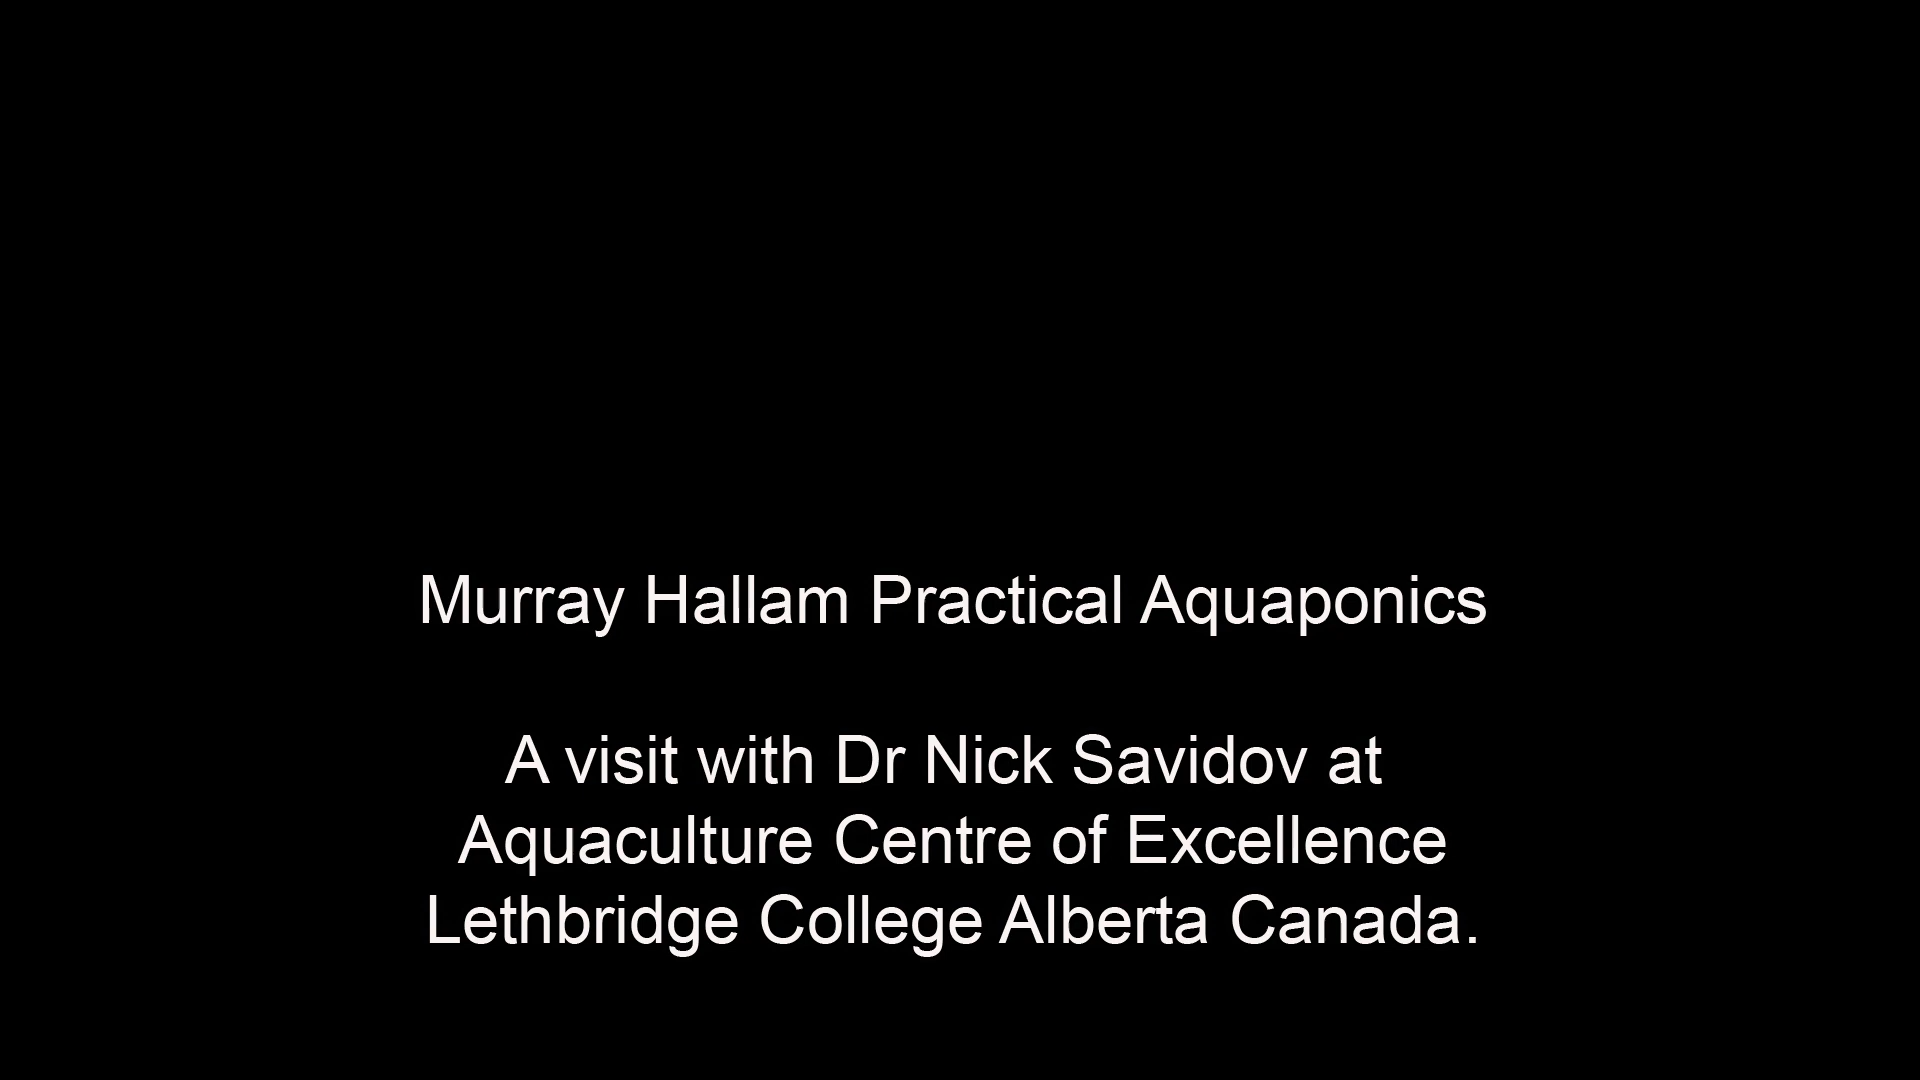 Murray Hallam Practical Aquaponics
A visit with Dr Nick Savidov at
Aquaculture Centre of Excellence
Lethbridge College Alberta Canada.